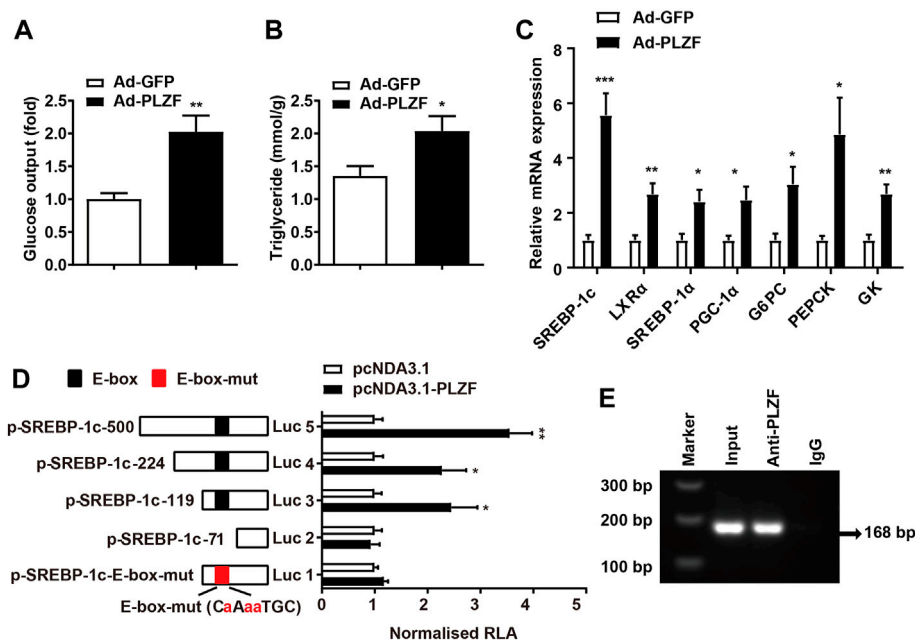 A
Ad-GFP
Ad-PLZF
Glucose output (fold)
2.5
2.0
1.5
1.0
0.5
0.0
**
B
Ad-GFP
Ad-PLZF
Triglyceride (mmol/g)
2.5
2.0
1.5
1.0
0.5
0.0
*
C
Ad-GFP
Ad-PLZF
Relative mRNA expression
8
6
4
2
0
*** ** * * * * **
SREBP-1c LXRα SREBP-1α PGC-1α G6PC PEPCK GK
D
E-box E-box-mut
pcNDA3.1
pcNDA3.1-PLZF
p-SREBP-1c-500 Luc 5 **
p-SREBP-1c-224 Luc 4 *
p-SREBP-1c-119 Luc 3 *
p-SREBP-1c-71 Luc 2
p-SREBP-1c-E-box-mut Luc 1
E-box-mut (CaAaaTGC)
0 1 2 3 4 5
Normalised RLA
E
Marker Input Anti-PLZF IgG
300 bp
200 bp
168 bp
100 bp